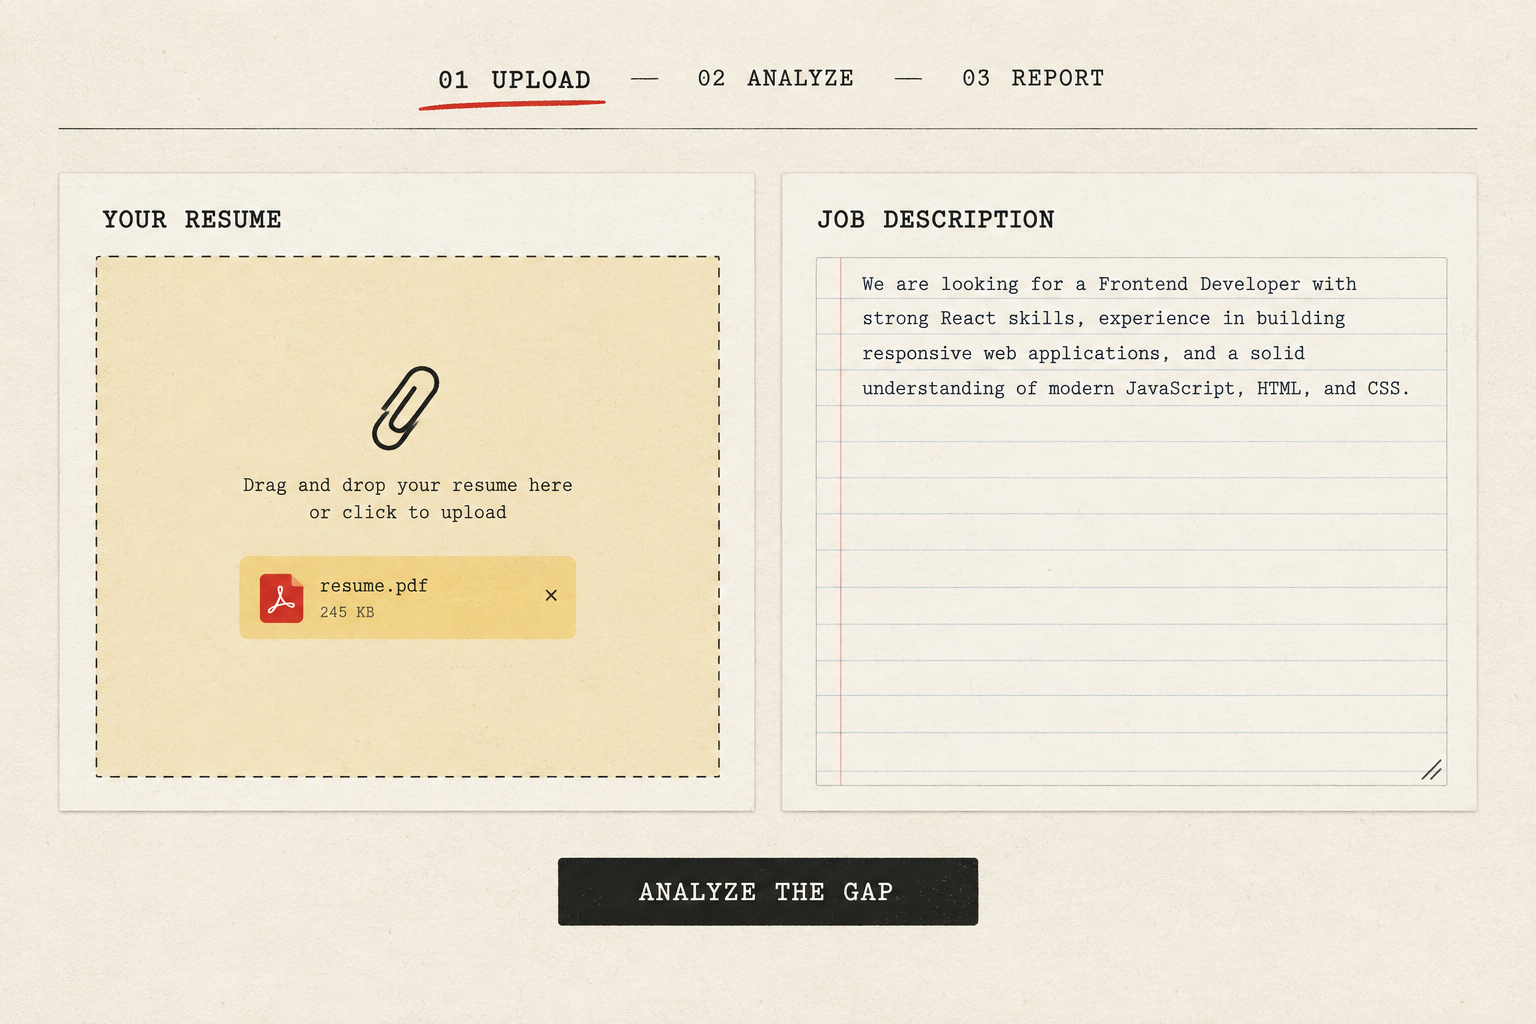 01 UPLOAD — 02 ANALYZE — 03 REPORT
YOUR RESUME
Drag and drop your resume here
or click to upload
resume.pdf
245 KB
JOB DESCRIPTION
We are looking for a Frontend Developer with
strong React skills, experience in building
responsive web applications, and a solid
understanding of modern JavaScript, HTML, and CSS.
ANALYZE THE GAP